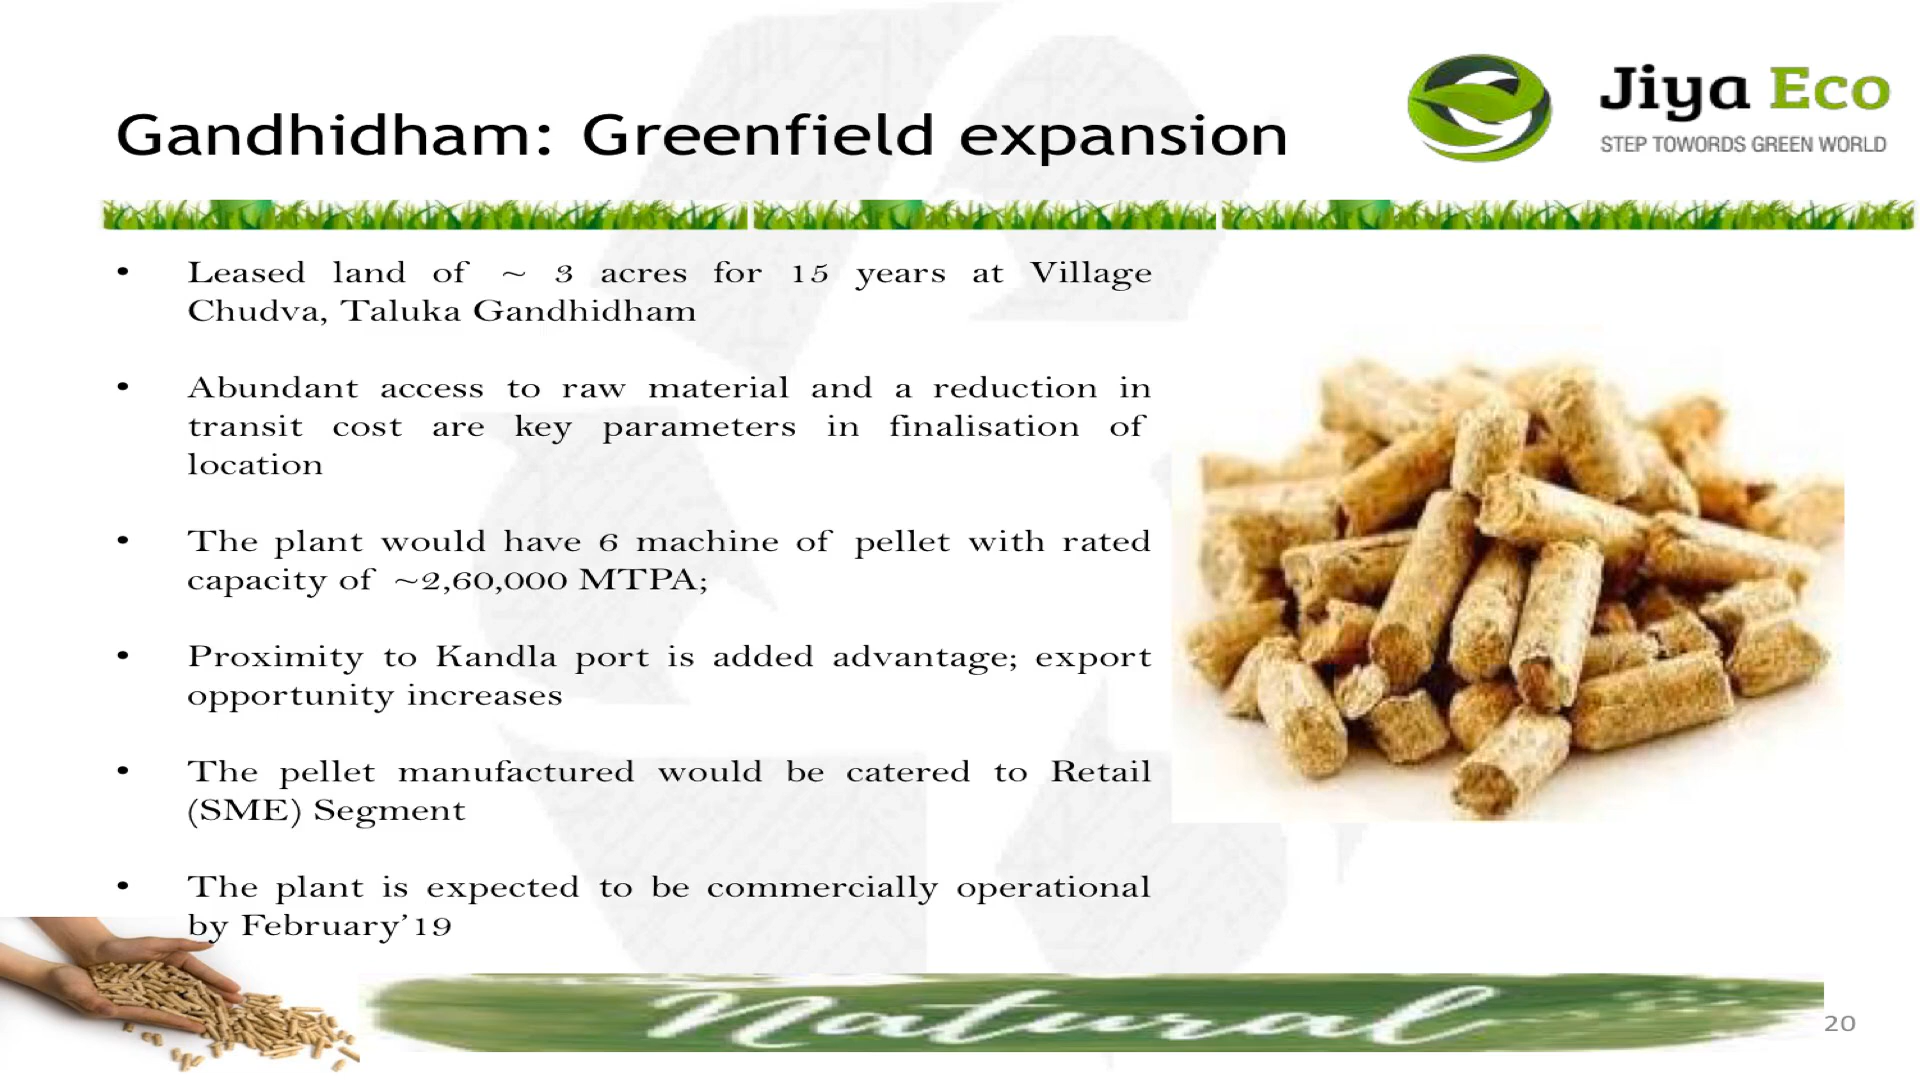 Gandhidham: Greenfield expansion
Jiya Eco
STEP TOWORDS GREEN WORLD
• Leased land of ~ 3 acres for 15 years at Village
Chudva, Taluka Gandhidham
• Abundant access to raw material and a reduction in
transit cost are key parameters in finalisation of
location
• The plant would have 6 machine of pellet with rated
capacity of ~2,60,000 MTPA;
• Proximity to Kandla port is added advantage; export
opportunity increases
• The pellet manufactured would be catered to Retail
(SME) Segment
• The plant is expected to be commercially operational
by February’19
Natural
20